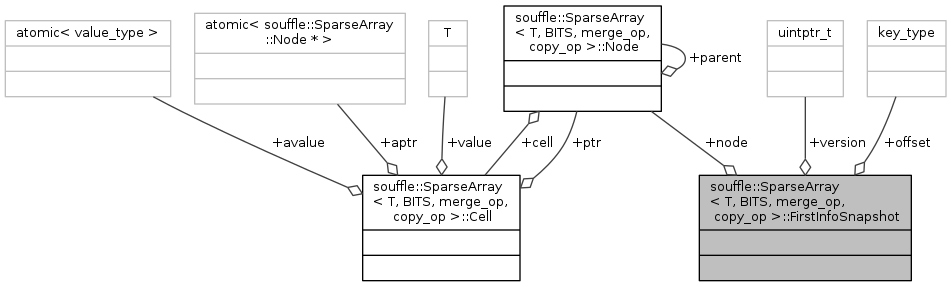 atomic< value_type >
atomic< souffle::SparseArray
::Node * >
T
souffle::SparseArray
< T, BITS, merge_op,
copy_op >::Node
uintptr_t
key_type
+parent
+avalue
+aptr
+value
+cell
+ptr
+node
+version
+offset
souffle::SparseArray
< T, BITS, merge_op,
copy_op >::Cell
souffle::SparseArray
< T, BITS, merge_op,
copy_op >::FirstInfoSnapshot